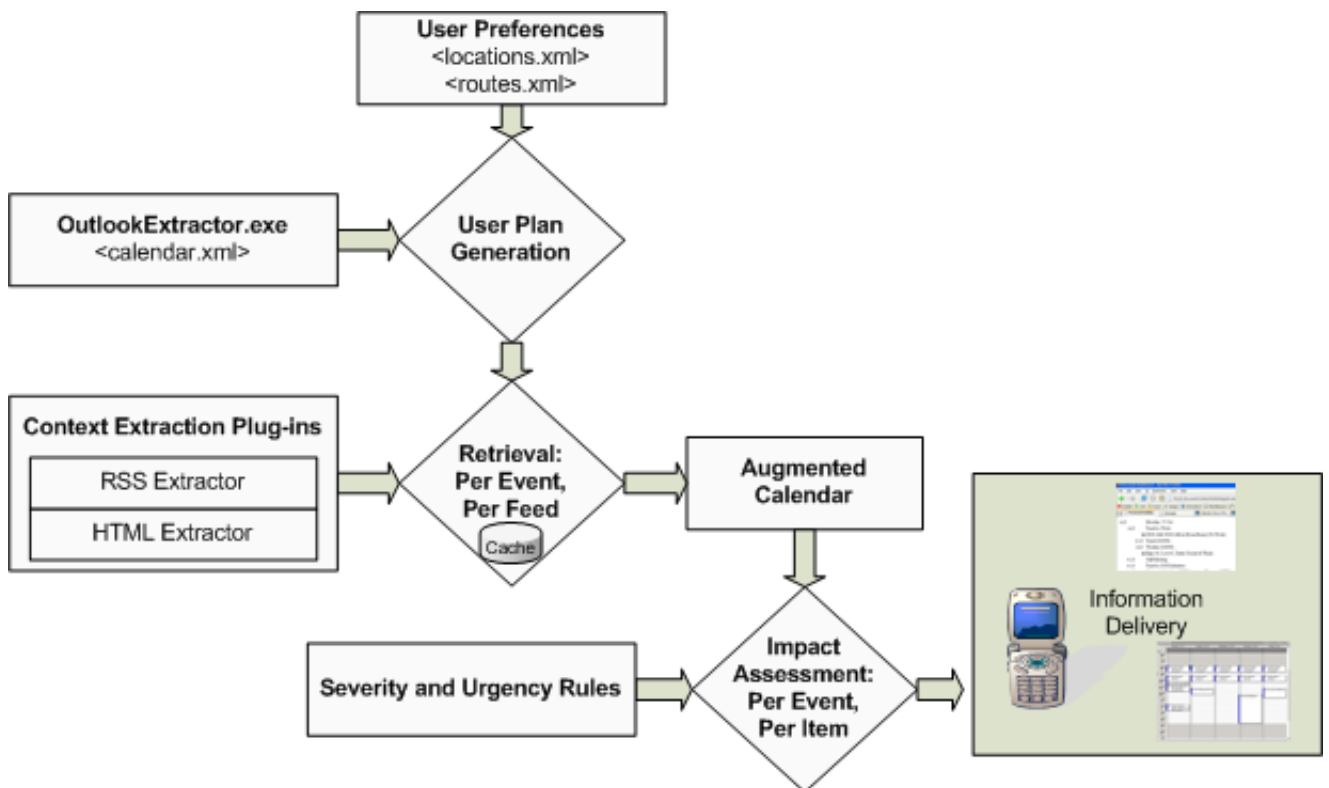 User Preferences
<locations.xml>
<routes.xml>
OutlookExtractor.exe
<calendar.xml>
User Plan
Generation
Context Extraction Plug-ins
RSS Extractor
HTML Extractor
Retrieval:
Per Event,
Per Feed
Cache
Augmented
Calendar
Information
Delivery
Severity and Urgency Rules
Impact
Assessment:
Per Event,
Per Item